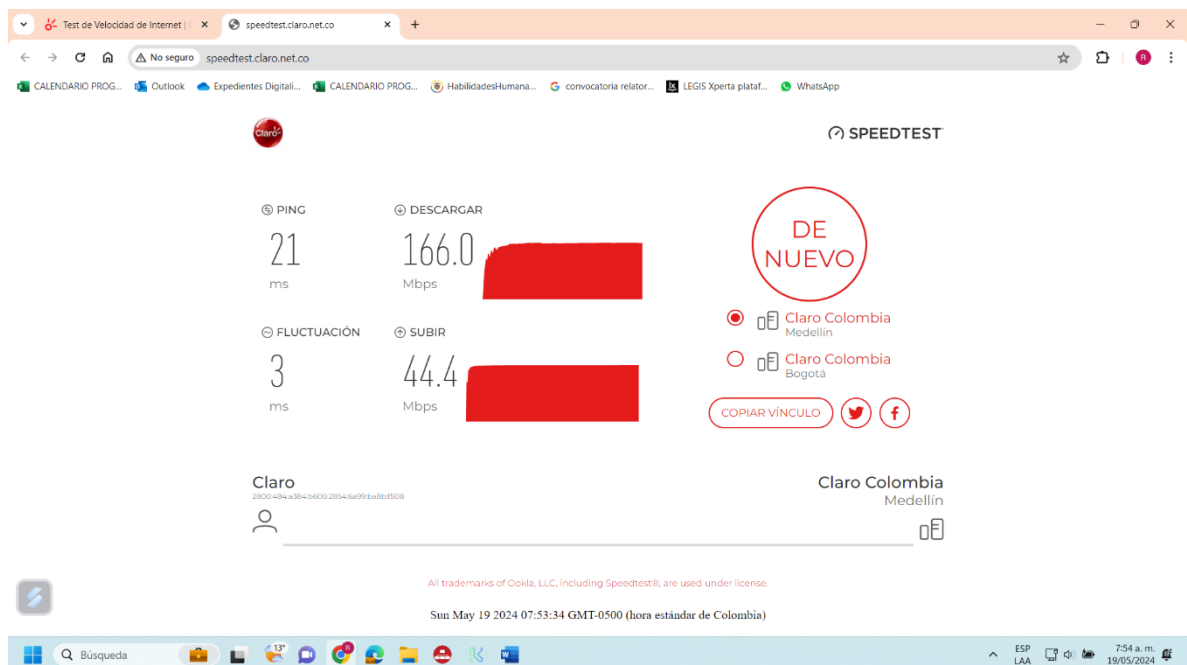 Test de Velocidad de Internet |
speedtest.claro.net.co
No seguro
speedtest.claro.net.co
R
CALENDARIO PROG...
Outlook
Expedientes Digitali...
CALENDARIO PROG...
HabilidadesHumana...
convocatoria relator...
LEGIS Xperta plataf...
WhatsApp
Claro
SPEEDTEST
PING
DESCARGAR
21
166.0
ms
Mbps
DE
NUEVO
FLUCTUACIÓN
SUBIR
3
44.4
ms
Mbps
Claro Colombia
Medellín
Claro Colombia
Bogotá
COPIAR VÍNCULO
Claro
Claro Colombia
Medellín
All trademarks of Ookla, LLC, including Speedtest®, are used under license.
Sun May 19 2024 07:53:34 GMT-0500 (hora estándar de Colombia)
Búsqueda
13°
ESP
LAA
7:54 a. m.
19/05/2024